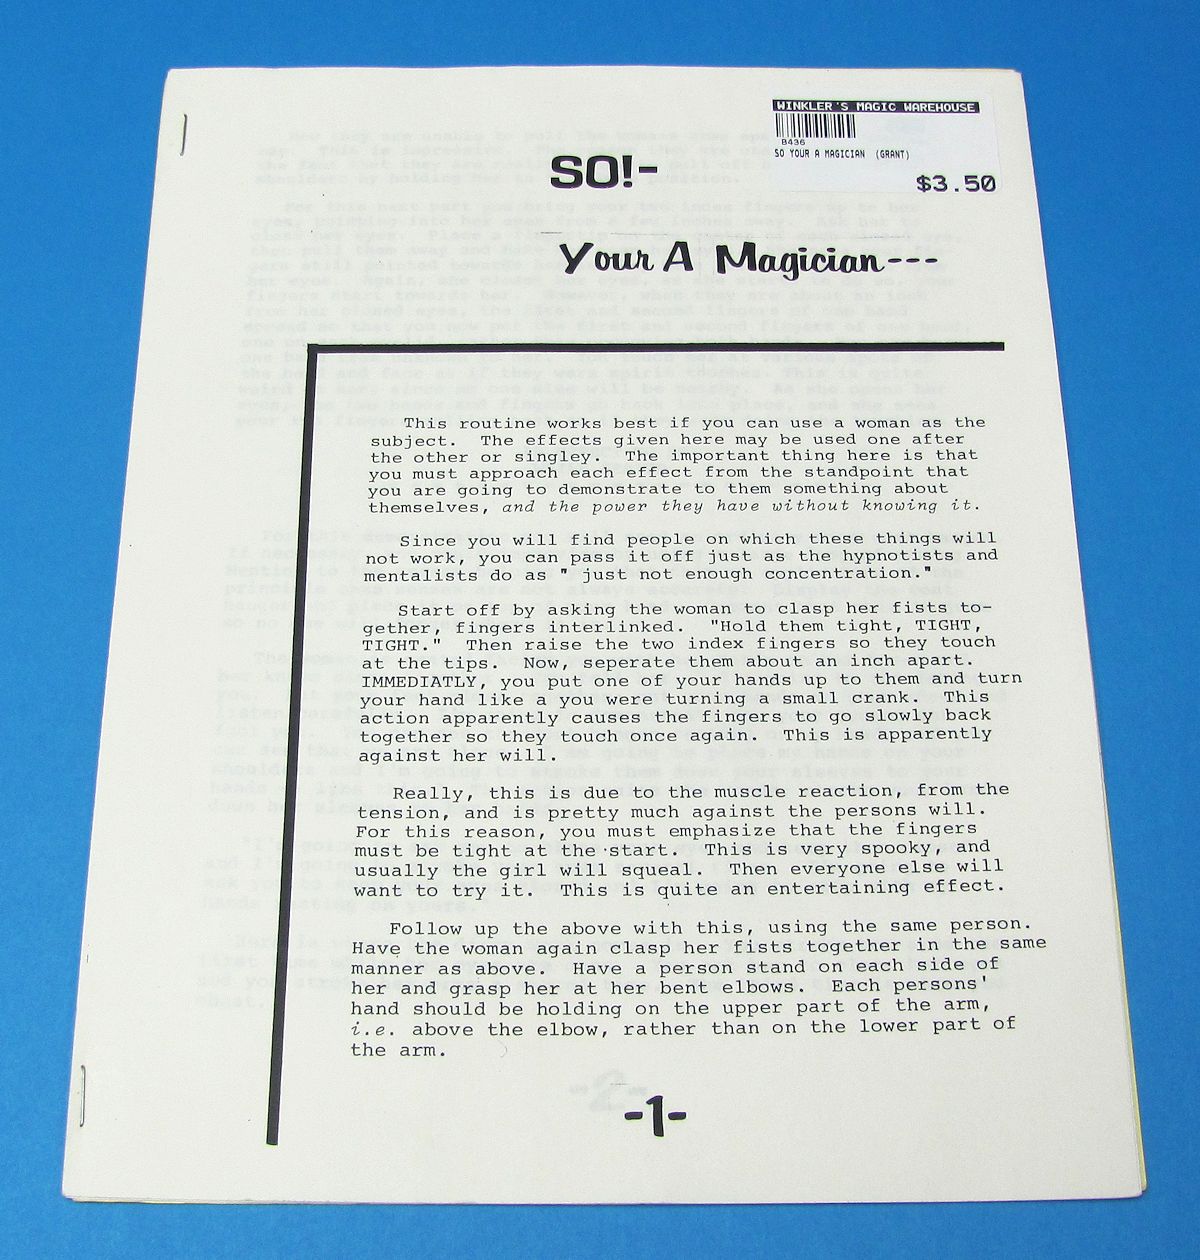 WINKLER'S MAGIC WAREHOUSE
8436
SO YOUR A MAGICIAN (GRANT)
$3.50
SO!-
Your A Magician---
This routine works best if you can use a woman as the
subject. The effects given here may be used one after
the other or singley. The important thing here is that
you must approach each effect from the standpoint that
you are going to demonstrate to them something about
themselves, and the power they have without knowing it.
Since you will find people on which these things will
not work, you can pass it off just as the hypnotists and
mentalists do as " just not enough concentration."
Start off by asking the woman to clasp her fists to-
gether, fingers interlinked. "Hold them tight, TIGHT,
TIGHT." Then raise the two index fingers so they touch
at the tips. Now, seperate them about an inch apart.
IMMEDIATLY, you put one of your hands up to them and turn
your hand like a you were turning a small crank. This
action apparently causes the fingers to go slowly back
together so they touch once again. This is apparently
against her will.
Really, this is due to the muscle reaction, from the
tension, and is pretty much against the persons will.
For this reason, you must emphasize that the fingers
must be tight at the start. This is very spooky, and
usually the girl will squeal. Then everyone else will
want to try it. This is quite an entertaining effect.
Follow up the above with this, using the same person.
Have the woman again clasp her fists together in the same
manner as above. Have a person stand on each side of
her and grasp her at her bent elbows. Each persons'
hand should be holding on the upper part of the arm,
i.e. above the elbow, rather than on the lower part of
the arm.
-2-
-1-